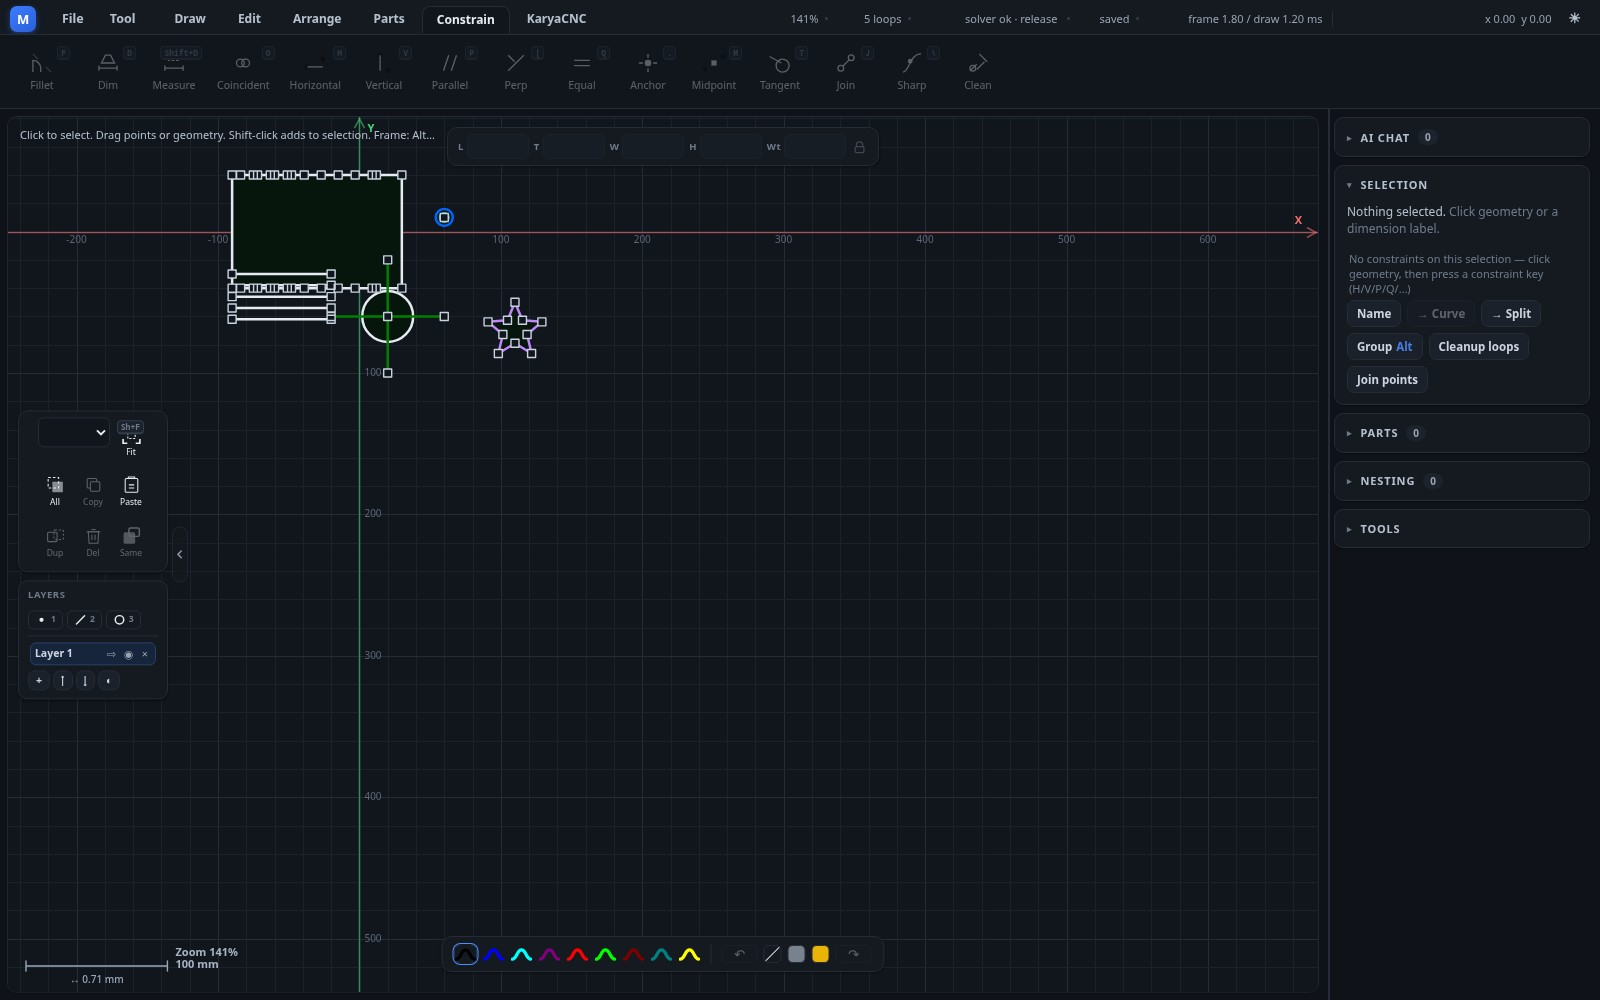 M File Tool Draw Edit Arrange Parts Constrain KaryaCNC 141% 5 loops solver ok · release saved frame 1.80 / draw 1.20 ms x 0.00 y 0.00
F D Shift+D O H V P [ Q . M T J \
Fillet Dim Measure Coincident Horizontal Vertical Parallel Perp Equal Anchor Midpoint Tangent Join Sharp Clean
Click to select. Drag points or geometry. Shift-click adds to selection. Frame: Alt...
Y
L T W H Wt
X
-200 -100 100 200 300 400 500 600
100
200
300
400
500
Sh+F
Fit
All Copy Paste
Dup Del Same
LAYERS
1 2 3
Layer 1
Zoom 141%
100 mm
↔ 0.71 mm
AI CHAT 0
SELECTION
Nothing selected. Click geometry or a
dimension label.
No constraints on this selection — click
geometry, then press a constraint key
(H/V/P/Q/...)
Name → Curve → Split
Group Alt Cleanup loops
Join points
PARTS 0
NESTING 0
TOOLS